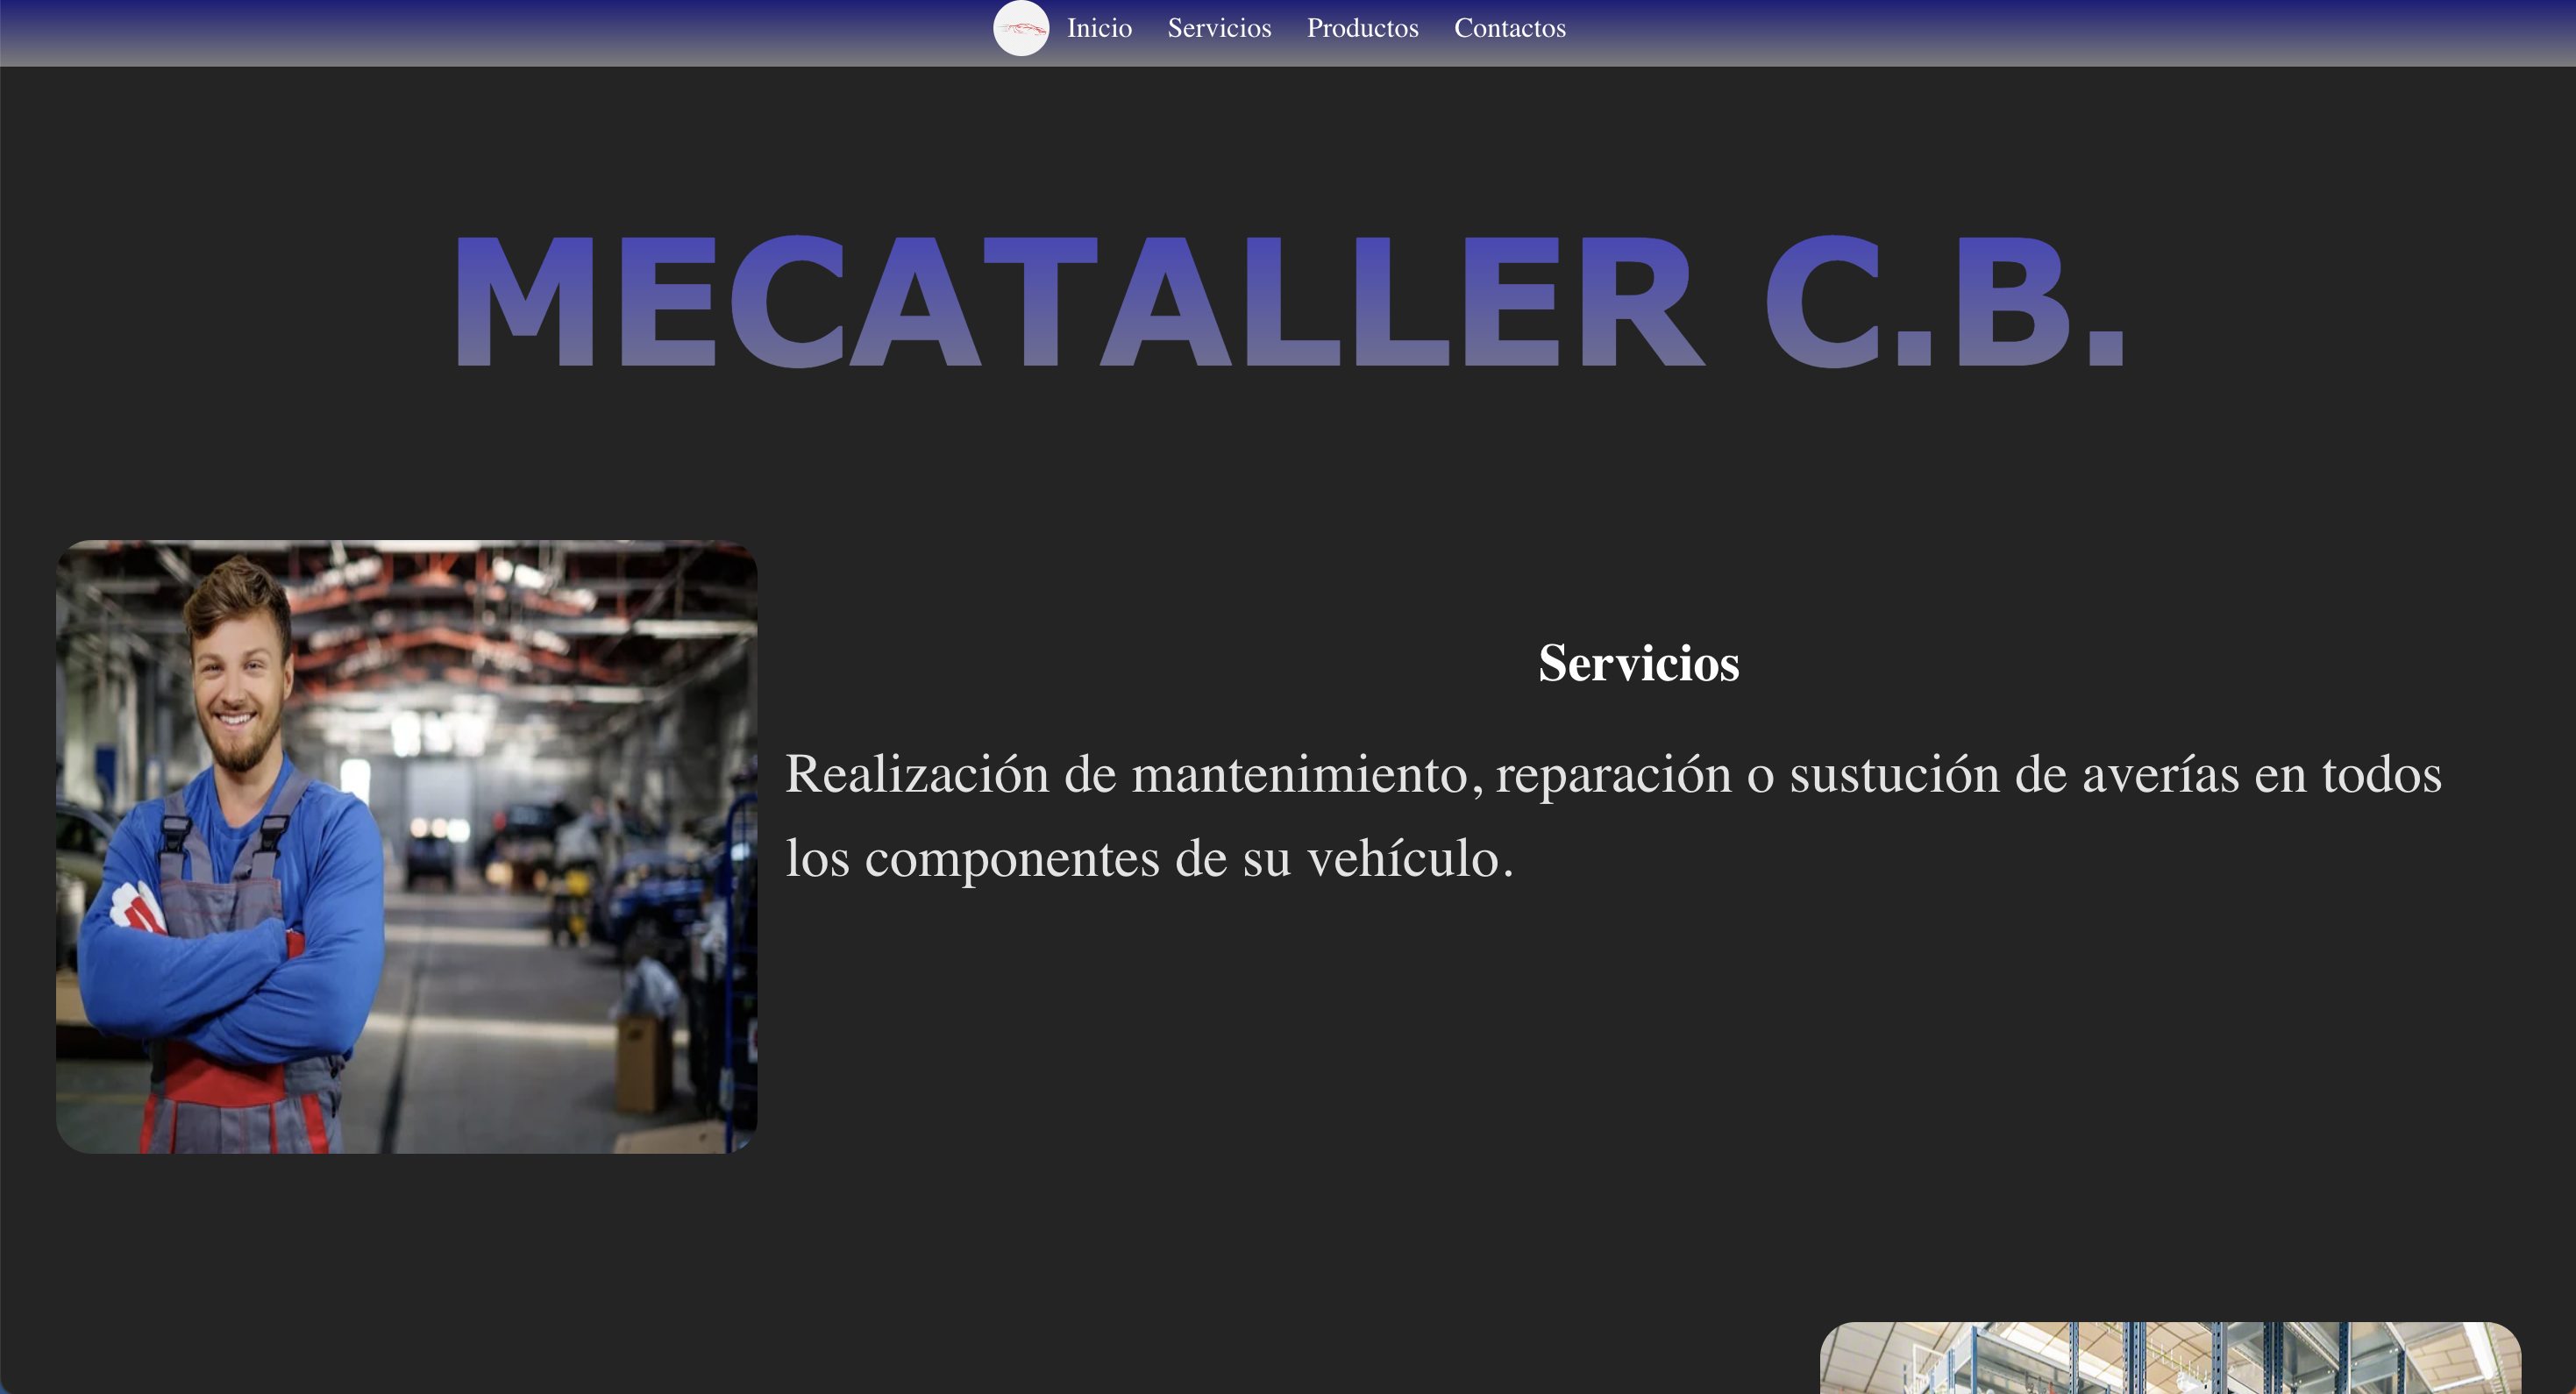 Inicio Servicios Productos Contactos
MECATALLER C.B.
Servicios
Realización de mantenimiento, reparación o sustución de averías en todos
los componentes de su vehículo.